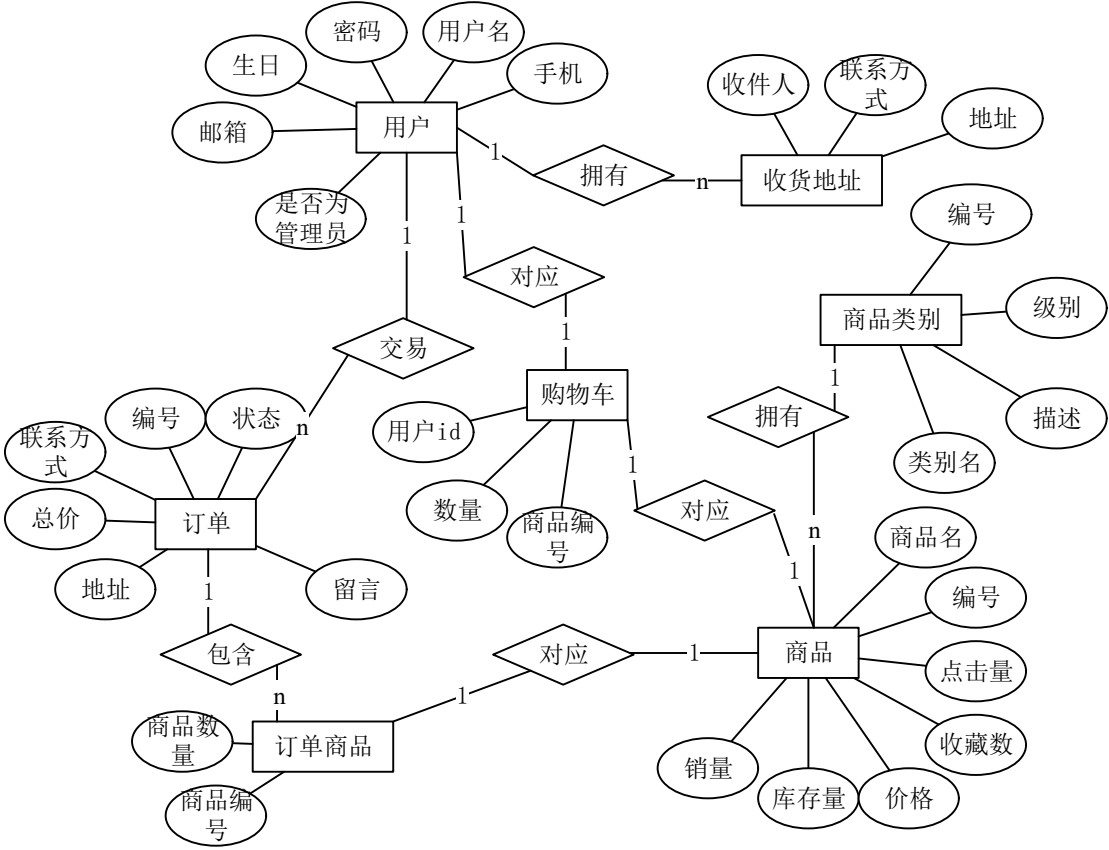 密码
用户名
生日
手机
邮箱
用户
是否为
管理员
1
拥有
n
收件人
联系方
式
地址
收货地址
1
1
对应
1
交易
n
编号
级别
商品类别
描述
类别名
1
拥有
n
购物车
用户id
数量
商品编
号
1
对应
1
联系方
式
编号
状态
总价
订单
地址
留言
1
包含
n
商品数
量
订单商品
商品编
号
1
对应
1
商品
商品名
编号
点击量
收藏数
价格
库存量
销量